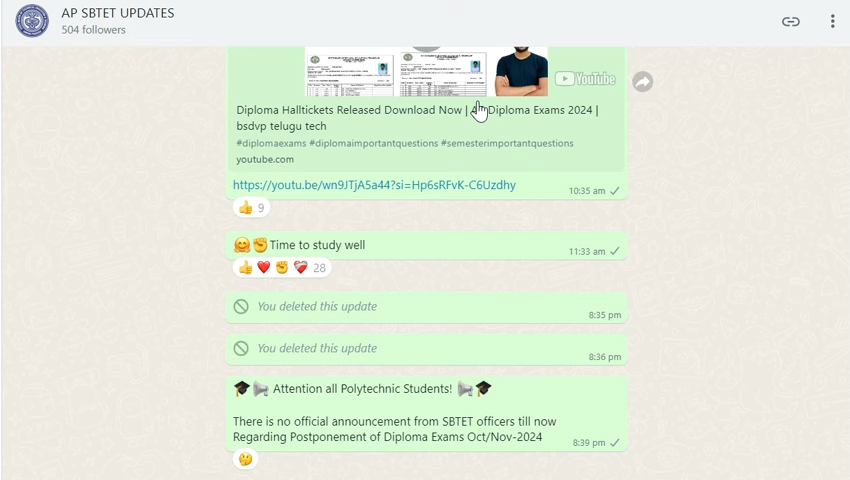 AP SBTET UPDATES
504 followers
YouTube
Diploma Halltickets Released Download Now | Diploma Exams 2024 |
bsdvp telugu tech
#diplomaexams #diplomaimportantquestions #semesterimportantquestions
youtube.com
https://youtu.be/wn9JTjA5a44?si=Hp6sRFvK-C6Uzdhy
10:35 am
👍 9
🤗✊Time to study well
11:33 am
👍 ❤️ ✊ ❤️‍🩹 28
You deleted this update
8:35 pm
You deleted this update
8:36 pm
🎓📢 Attention all Polytechnic Students! 📢🎓
There is no official announcement from SBTET officers till now
Regarding Postponement of Diploma Exams Oct/Nov-2024
8:39 pm
🤔